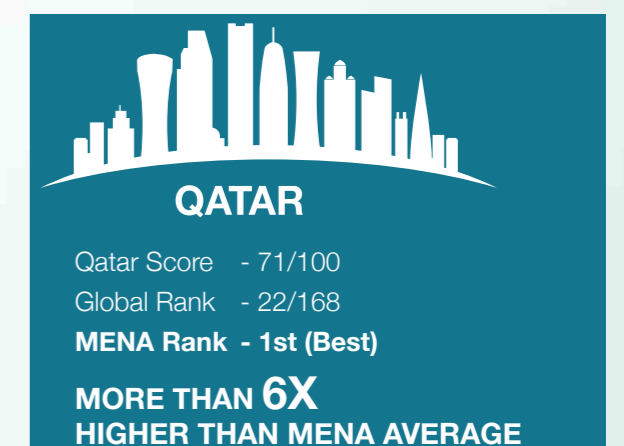 QATAR
Qatar Score - 71/100
Global Rank - 22/168
MENA Rank - 1st (Best)
MORE THAN 6X
HIGHER THAN MENA AVERAGE